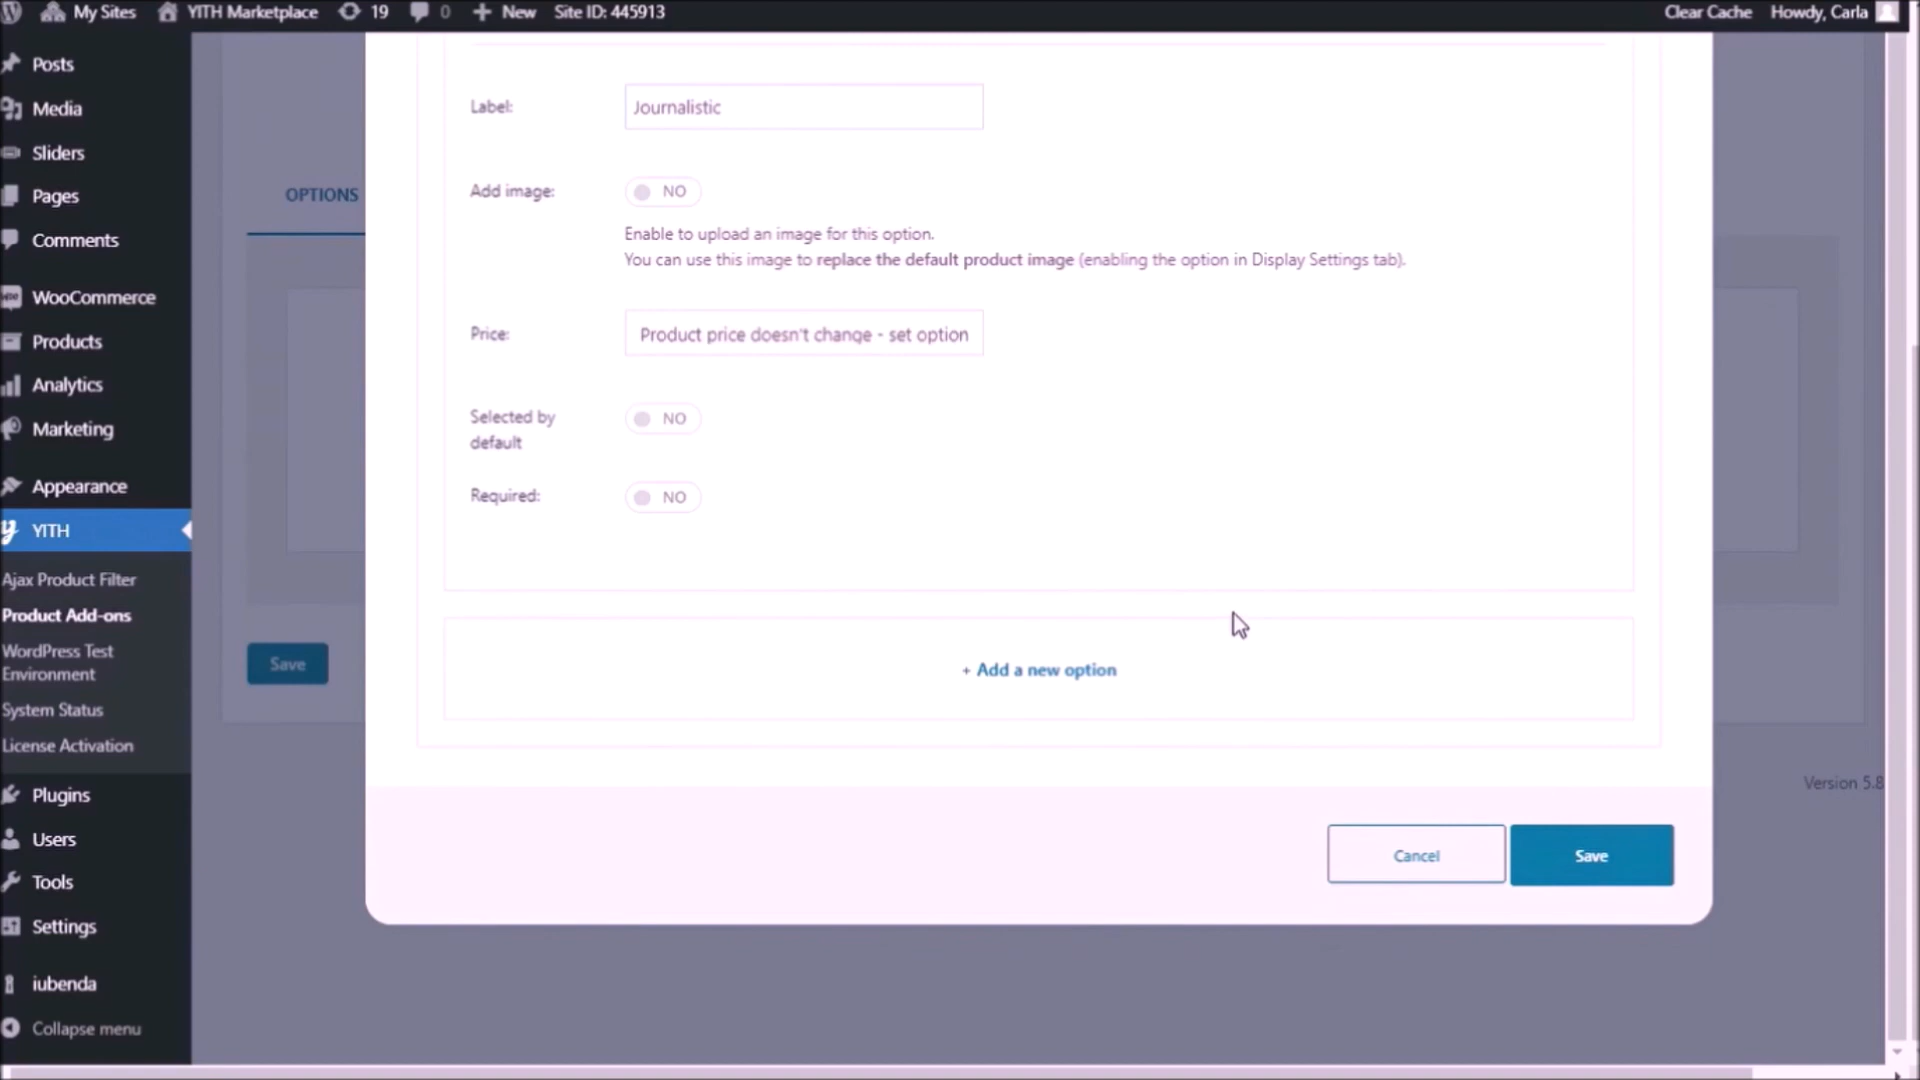 My Sites
YITH Marketplace
19
0
New
Site ID: 445913
Clear Cache
Howdy, Carla
Posts
Media
Sliders
Pages
Comments
WooCommerce
Products
Analytics
Marketing
Appearance
YITH
Ajax Product Filter
Product Add-ons
WordPress Test
Environment
System Status
License Activation
Plugins
Users
Tools
Settings
iubenda
Collapse menu
OPTIONS
Save
Label:
Journalistic
Add image:
NO
Enable to upload an image for this option.
You can use this image to replace the default product image (enabling the option in Display Settings tab).
Price:
Product price doesn't change - set option
Selected by
default
NO
Required:
NO
+ Add a new option
Cancel
Save
Version 5.8